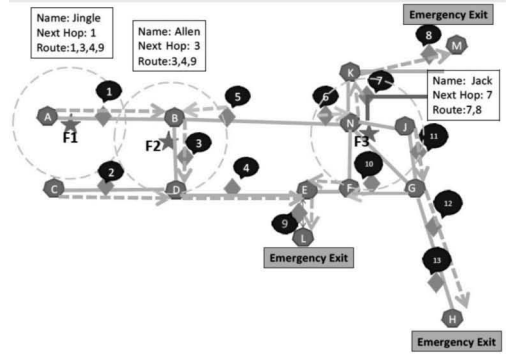 Name: Jingle
Next Hop: 1
Route:1,3,4,9
Name: Allen
Next Hop: 3
Route:3,4,9
Emergency Exit
8
M
K
7
Name: Jack
Next Hop: 7
Route:7,8
1
5
6
A
B
N
J
F1
F2
F3
11
3
10
2
4
C
D
E
F
G
12
9
L
Emergency Exit
13
H
Emergency Exit